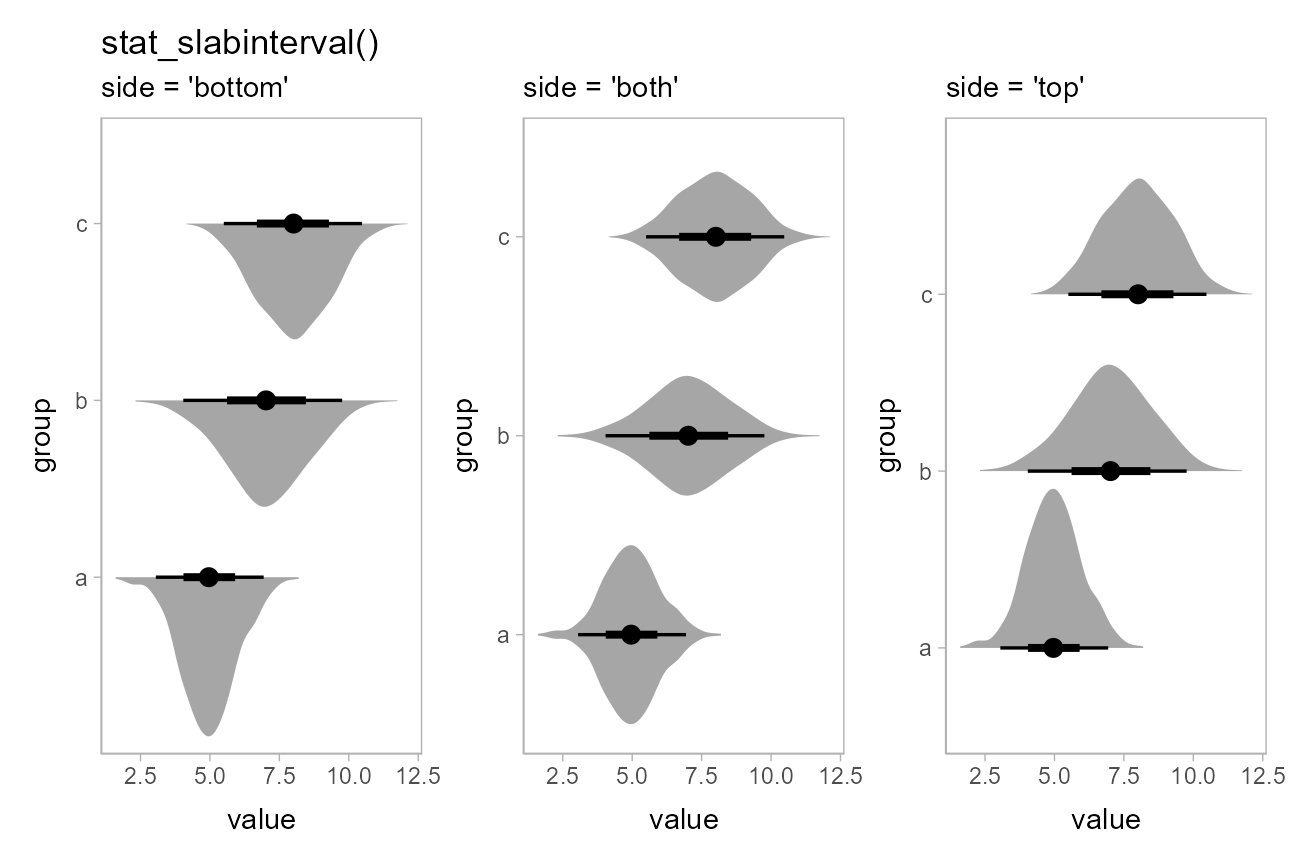 stat_slabinterval()
side = 'bottom'
side = 'both'
side = 'top'
c
b
a
group
2.5 5.0 7.5 10.0 12.5
value
c
b
a
group
2.5 5.0 7.5 10.0 12.5
value
c
b
a
group
2.5 5.0 7.5 10.0 12.5
value